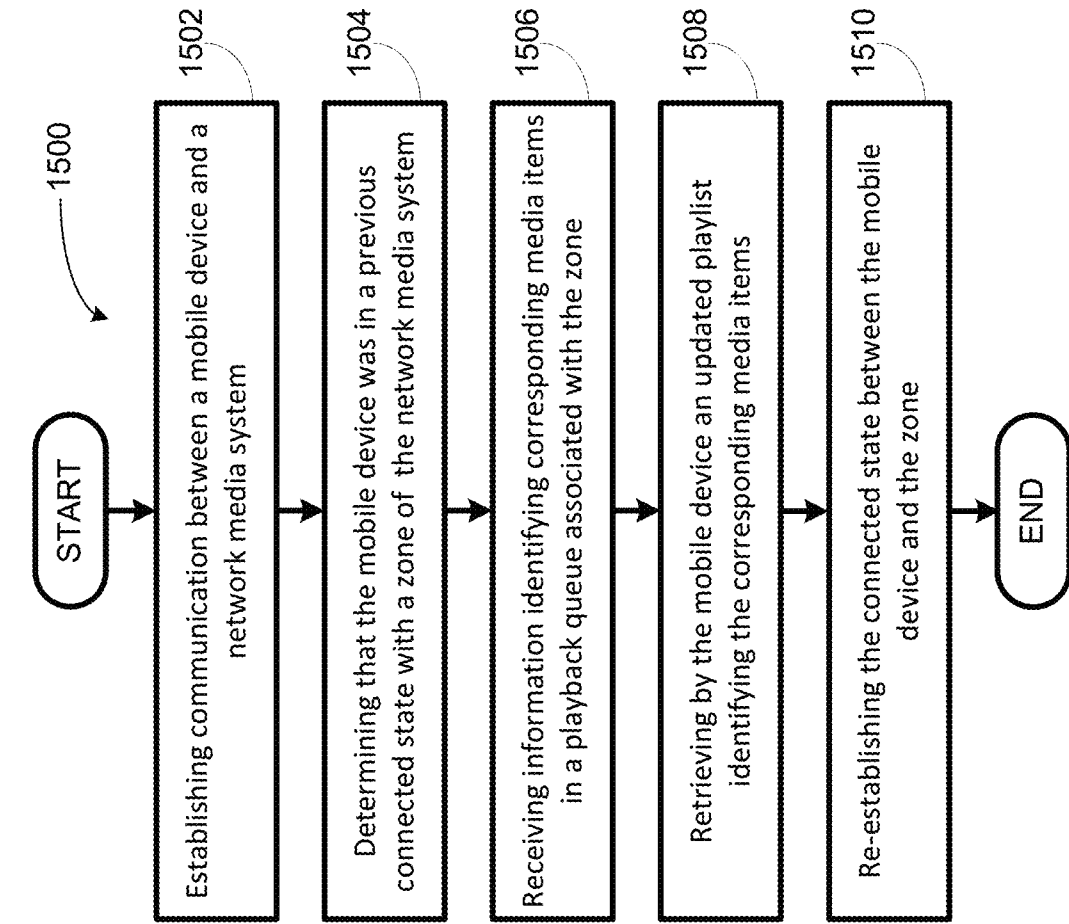 1500
START
Establishing communication between a mobile device and a
network media system
1502
Determining that the mobile device was in a previous
connected state with a zone of the network media system
1504
Receiving information identifying corresponding media items
in a playback queue associated with the zone
1506
Retrieving by the mobile device an updated playlist
identifying the corresponding media items
1508
Re-establishing the connected state between the mobile
device and the zone
1510
END